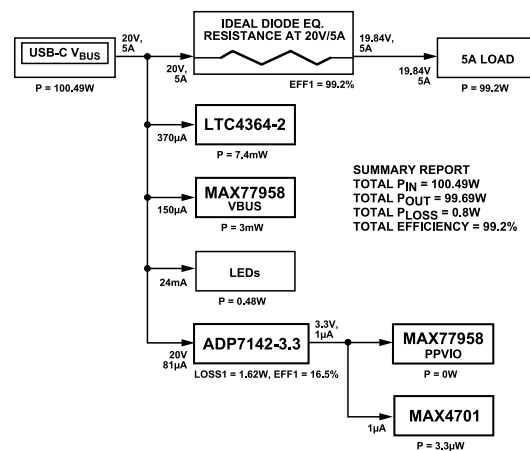 USB-C VBUS
P = 100.49W
20V,
5A
20V,
5A
IDEAL DIODE EQ.
RESISTANCE AT 20V/5A
EFF1 = 99.2%
19.84V,
5A
19.84V
5A
5A LOAD
P = 99.2W
370µA
LTC4364-2
P = 7.4mW
150µA
MAX77958
VBUS
P = 3mW
SUMMARY REPORT
TOTAL PIN = 100.49W
TOTAL POUT = 99.69W
TOTAL PLOSS = 0.8W
TOTAL EFFICIENCY = 99.2%
24mA
LEDs
P = 0.48W
20V
81µA
ADP7142-3.3
LOSS1 = 1.62W, EFF1 = 16.5%
3.3V,
1µA
MAX77958
PPVIO
P = 0W
1µA
MAX4701
P = 3.3µW